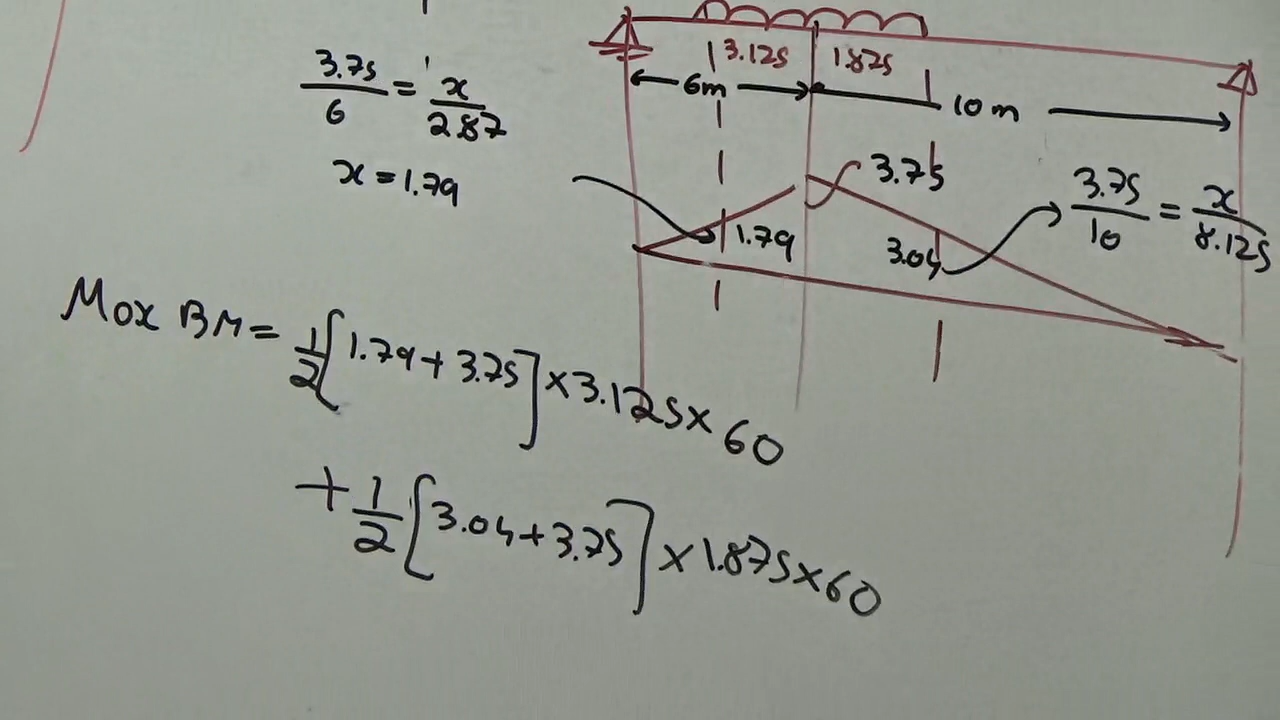 3.125 1.875
6m 10m
3.75/6 = x/2.87
x = 1.79
3.75
1.79
3.04
3.75/10 = x/8.125
Max BM = 1/2[1.79+3.75]×3.125×60
+1/2[3.04+3.75]×1.875×60